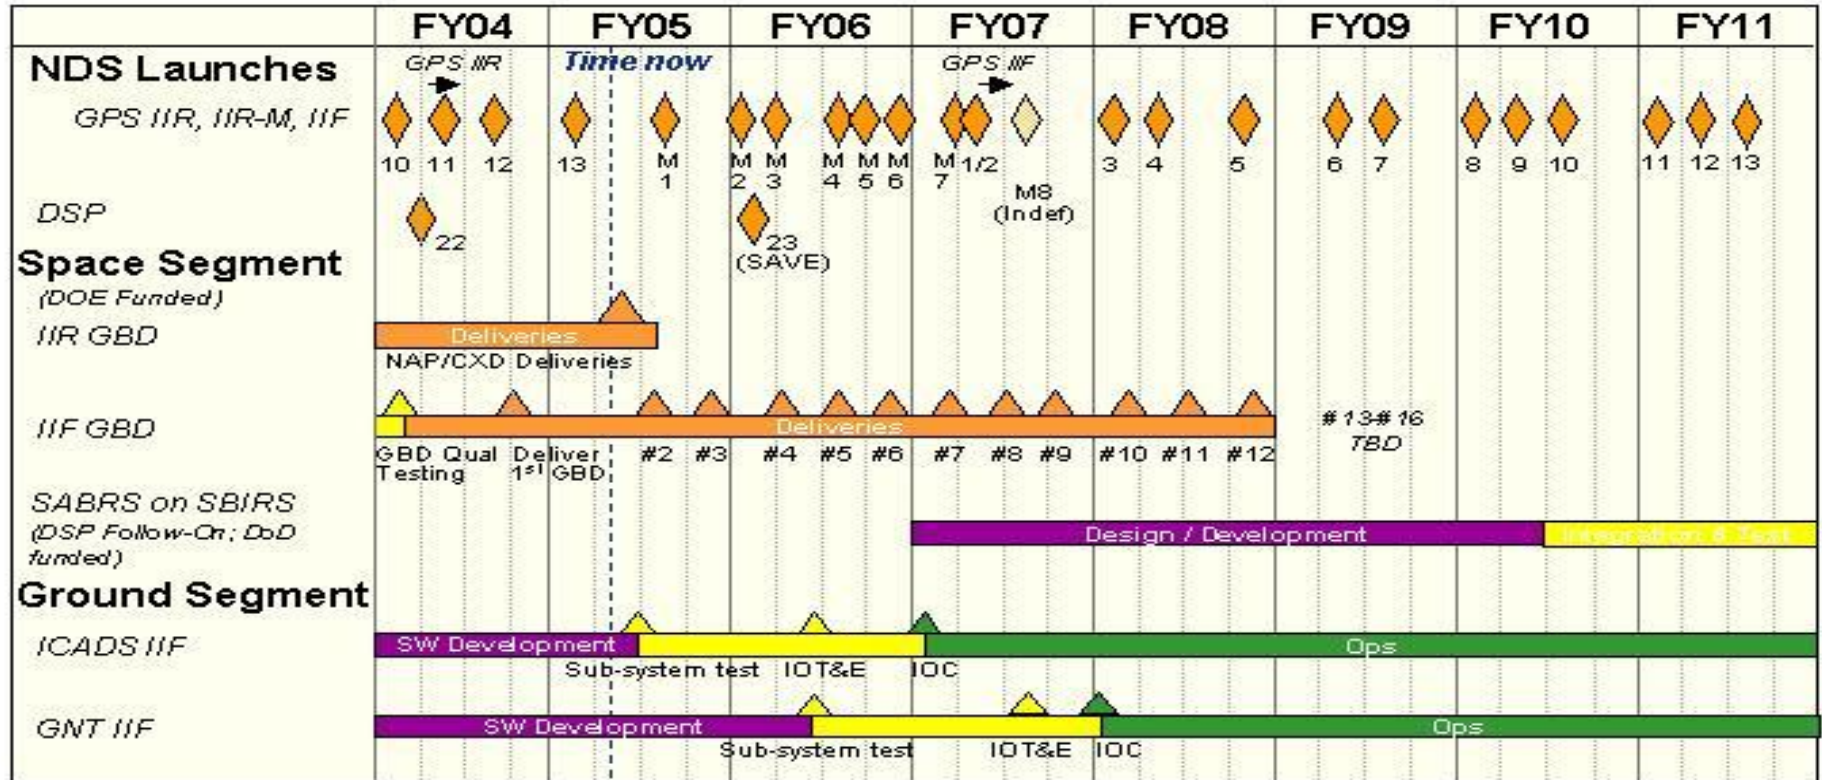 FY04 FY05 FY06 FY07 FY08 FY09 FY10 FY11
NDS Launches GPS IIR Time now GPS IIF
GPS IIR, IIR-M, IIF
10 11 12 13 M 1 M 2 M 3 M 4 M 5 M 6 M 7 1/2 3 4 5 6 7 8 9 10 11 12 13
M8
(Indef)
DSP
22 23
(SAVE)
Space Segment
(DOE Funded)
IIR GBD Deliveries
NAP/CXD Deliveries
IIF GBD Deliveries #13-#16
TBD
GBD Qual Deliver #2 #3 #4 #5 #6 #7 #8 #9 #10 #11 #12
Testing 1st GBD
SABRS on SBIRS
(DSP Follow-On; DoD Design / Development Integration & Test
funded)
Ground Segment
ICADS IIF SW Development Ops
Sub-system test IOT&E IOC
GNT IIF SW Development Ops
Sub-system test IOT&E IOC